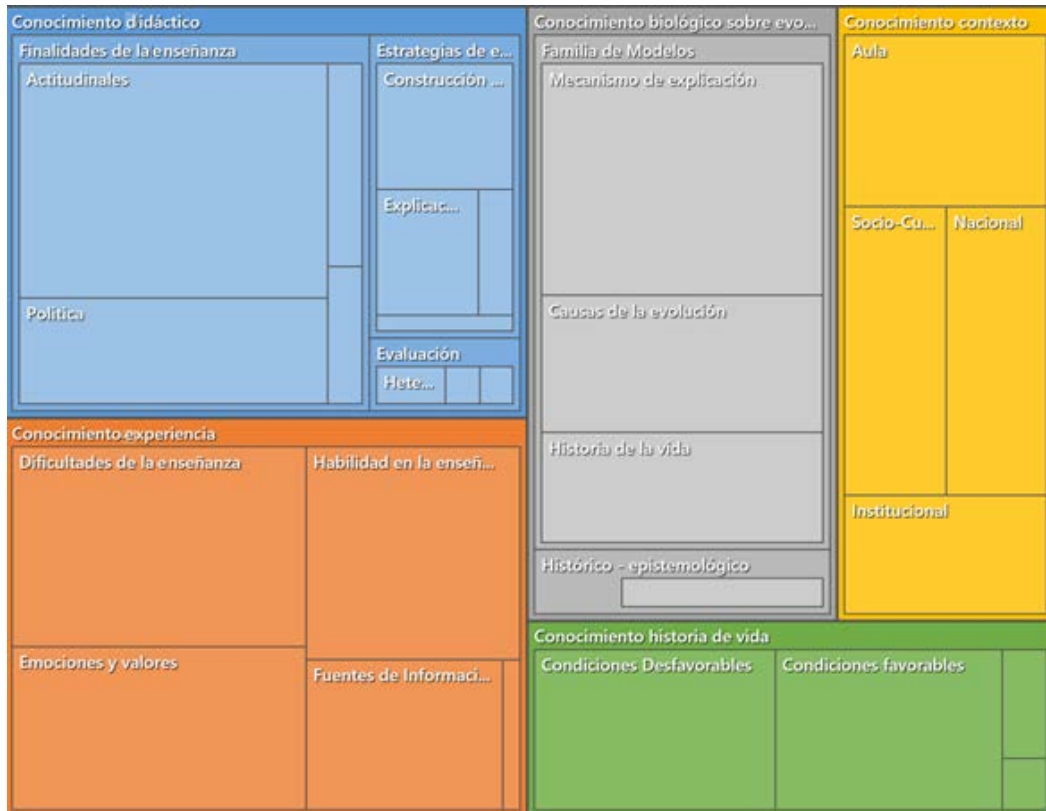 Conocimiento didáctico
Finalidades de la enseñanza
Actitudinales
Política
Estrategias de e...
Construcción ...
Explicac...
Evaluación
Hete...
Conocimiento experiencia
Dificultades de la enseñanza
Habilidad en la enseñ...
Emociones y valores
Fuentes de Informaci...
Conocimiento biológico sobre evo...
Familia de Modelos
Mecanismo de explicación
Causas de la evolución
Historia de la vida
Histórico - epistemológico
Conocimiento contexto
Aula
Socio-Cu...
Nacional
Institucional
Conocimiento historia de vida
Condiciones Desfavorables
Condiciones favorables